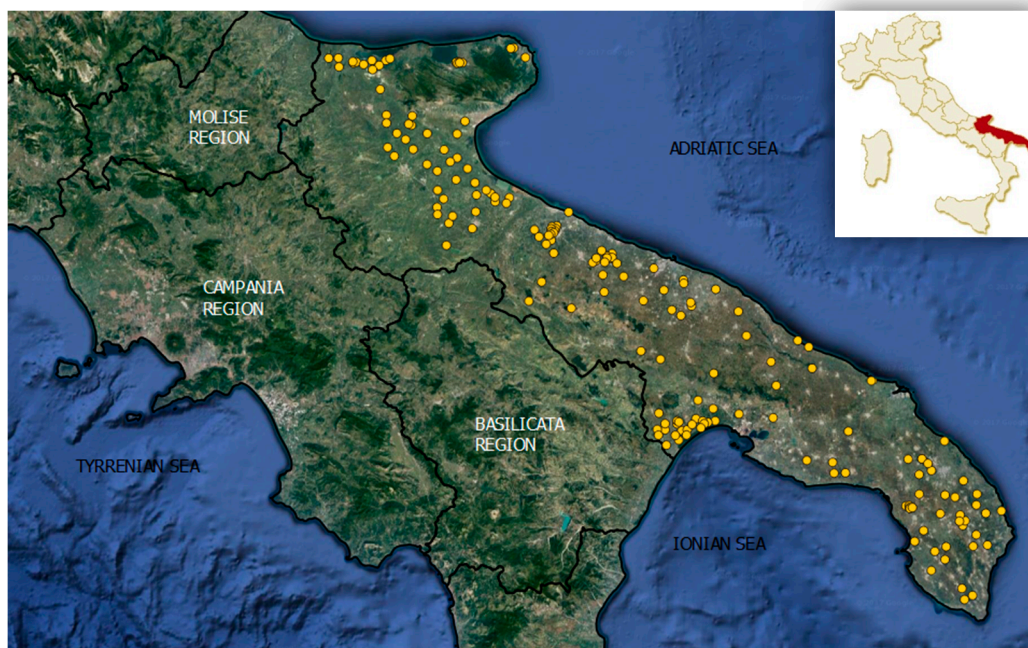 MOLISE
REGION
ADRIATIC SEA
CAMPANIA
REGION
BASILICATA
REGION
TYRRENIAN SEA
IONIAN SEA